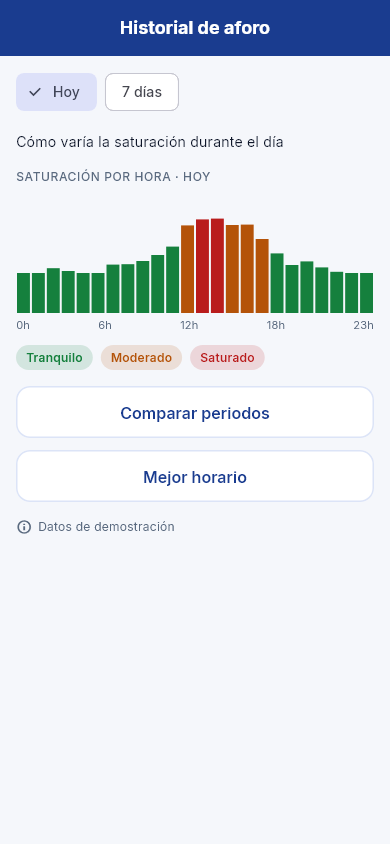 Historial de aforo
Hoy
7 días
Cómo varía la saturación durante el día
SATURACIÓN POR HORA · HOY
0h 6h 12h 18h 23h
Tranquilo Moderado Saturado
Comparar periodos
Mejor horario
Datos de demostración